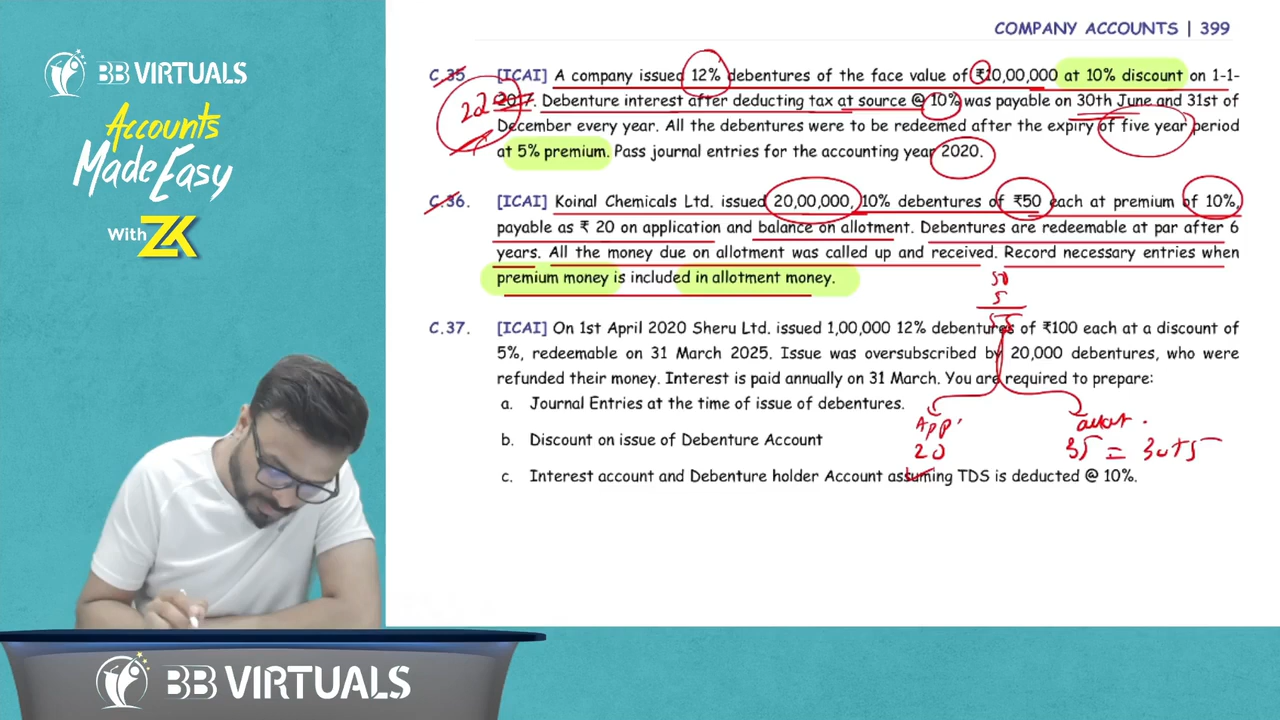 BB VIRTUALS
Accounts
Made Easy
With ZK
COMPANY ACCOUNTS | 399
C.35 [ICAI] A company issued 12% debentures of the face value of ₹10,00,000 at 10% discount on 1-1-
2017. Debenture interest after deducting tax at source @ 10% was payable on 30th June and 31st of
December every year. All the debentures were to be redeemed after the expiry of five year period
at 5% premium. Pass journal entries for the accounting year 2020.
C.36. [ICAI] Koinal Chemicals Ltd. issued 20,00,000, 10% debentures of ₹50 each at premium of 10%,
payable as ₹ 20 on application and balance on allotment. Debentures are redeemable at par after 6
years. All the money due on allotment was called up and received. Record necessary entries when
premium money is included in allotment money.
50
5
55
C.37. [ICAI] On 1st April 2020 Sheru Ltd. issued 1,00,000 12% debentures of ₹100 each at a discount of
5%, redeemable on 31 March 2025. Issue was oversubscribed by 20,000 debentures, who were
refunded their money. Interest is paid annually on 31 March. You are required to prepare:
a. Journal Entries at the time of issue of debentures.
App'
20
35 = 30+5
b. Discount on issue of Debenture Account
c. Interest account and Debenture holder Account assuming TDS is deducted @ 10%.
BB VIRTUALS